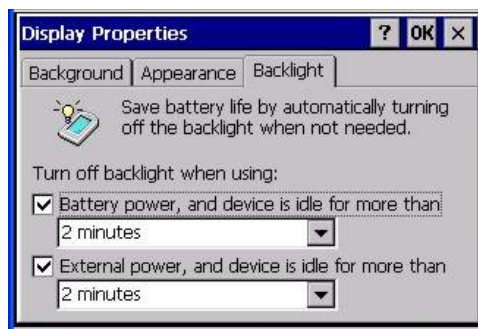 Display Properties ? OK ×
Background Appearance Backlight
Save battery life by automatically turning
off the backlight when not needed.
Turn off backlight when using:
Battery power, and device is idle for more than
2 minutes
External power, and device is idle for more than
2 minutes